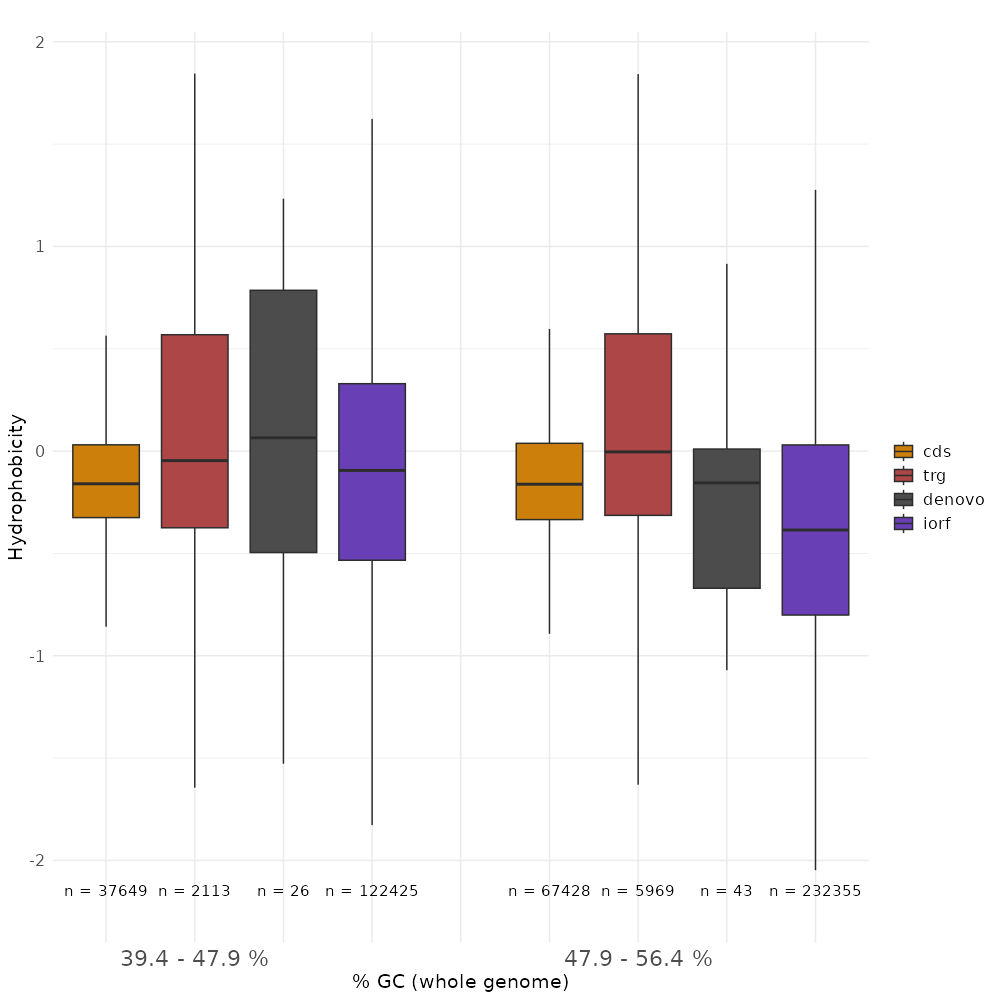 2
1
0
-1
-2
Hydrophobicity
n = 37649 n = 2113 n = 26 n = 122425 n = 67428 n = 5969 n = 43 n = 232355
39.4 - 47.9 % 47.9 - 56.4 %
% GC (whole genome)
cds
trg
denovo
iorf